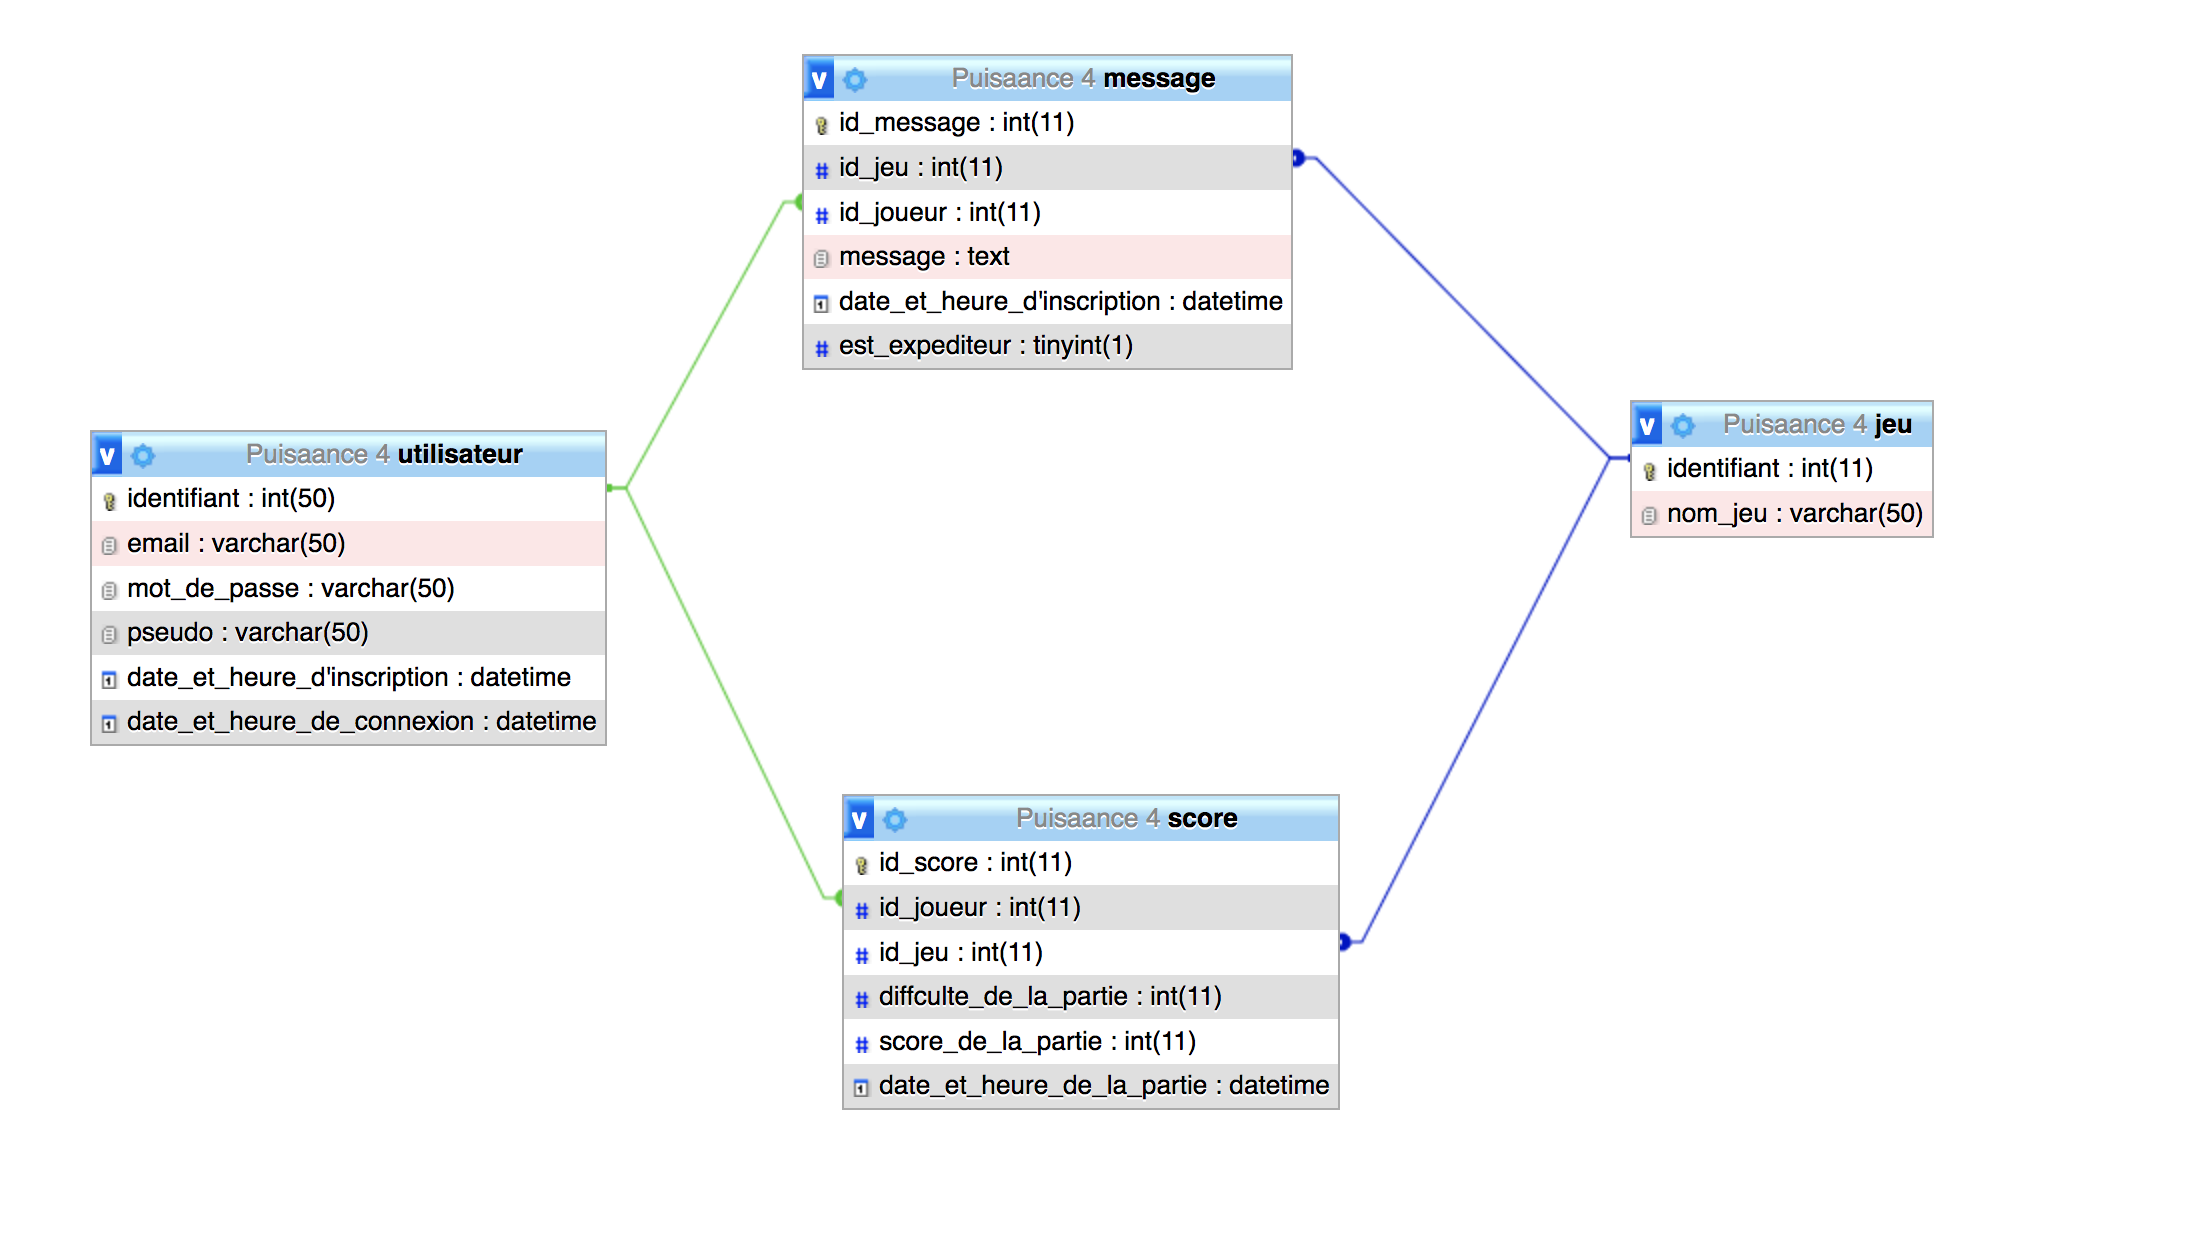 Puisaance 4 message
id_message : int(11)
id_jeu : int(11)
id_joueur : int(11)
message : text
date_et_heure_d'inscription : datetime
est_expediteur : tinyint(1)
Puisaance 4 utilisateur
identifiant : int(50)
email : varchar(50)
mot_de_passe : varchar(50)
pseudo : varchar(50)
date_et_heure_d'inscription : datetime
date_et_heure_de_connexion : datetime
Puisaance 4 jeu
identifiant : int(11)
nom_jeu : varchar(50)
Puisaance 4 score
id_score : int(11)
id_joueur : int(11)
id_jeu : int(11)
diffculte_de_la_partie : int(11)
score_de_la_partie : int(11)
date_et_heure_de_la_partie : datetime